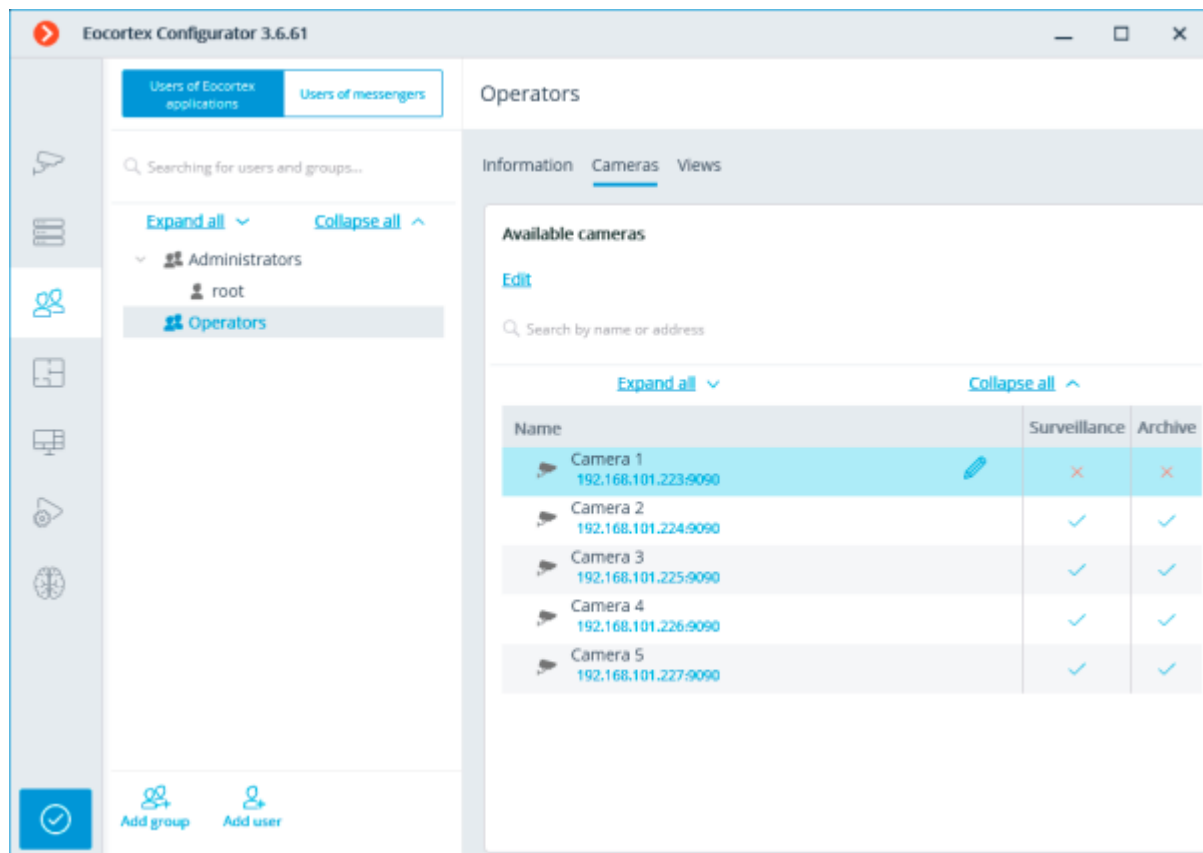 Eocortex Configurator 3.6.61
Users of Eocortex
applications
Users of messengers
Searching for users and groups...
Expand all
Collapse all
Administrators
root
Operators
Add group
Add user
Operators
Information Cameras Views
Available cameras
Edit
Search by name or address
Expand all
Collapse all
Name Surveillance Archive
Camera 1
192.168.101.223:9090
Camera 2
192.168.101.224:9090
Camera 3
192.168.101.225:9090
Camera 4
192.168.101.226:9090
Camera 5
192.168.101.227:9090